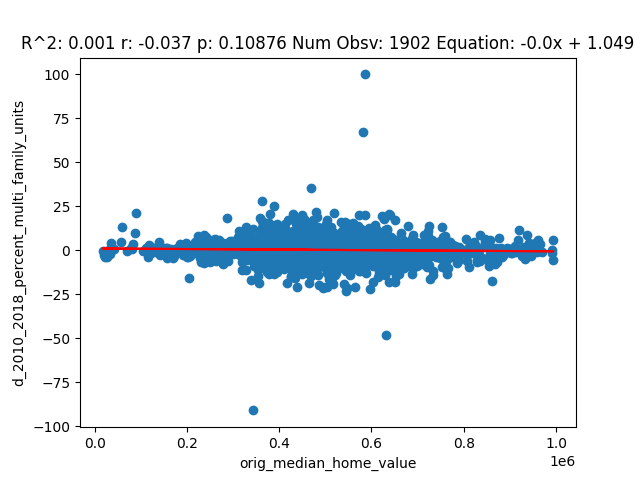 R^2: 0.001 r: -0.037 p: 0.10876 Num Obsv: 1902 Equation: -0.0x + 1.049
100
75
50
25
0
−25
−50
−75
−100
d_2010_2018_percent_multi_family_units
0.0 0.2 0.4 0.6 0.8 1.0
1e6
orig_median_home_value